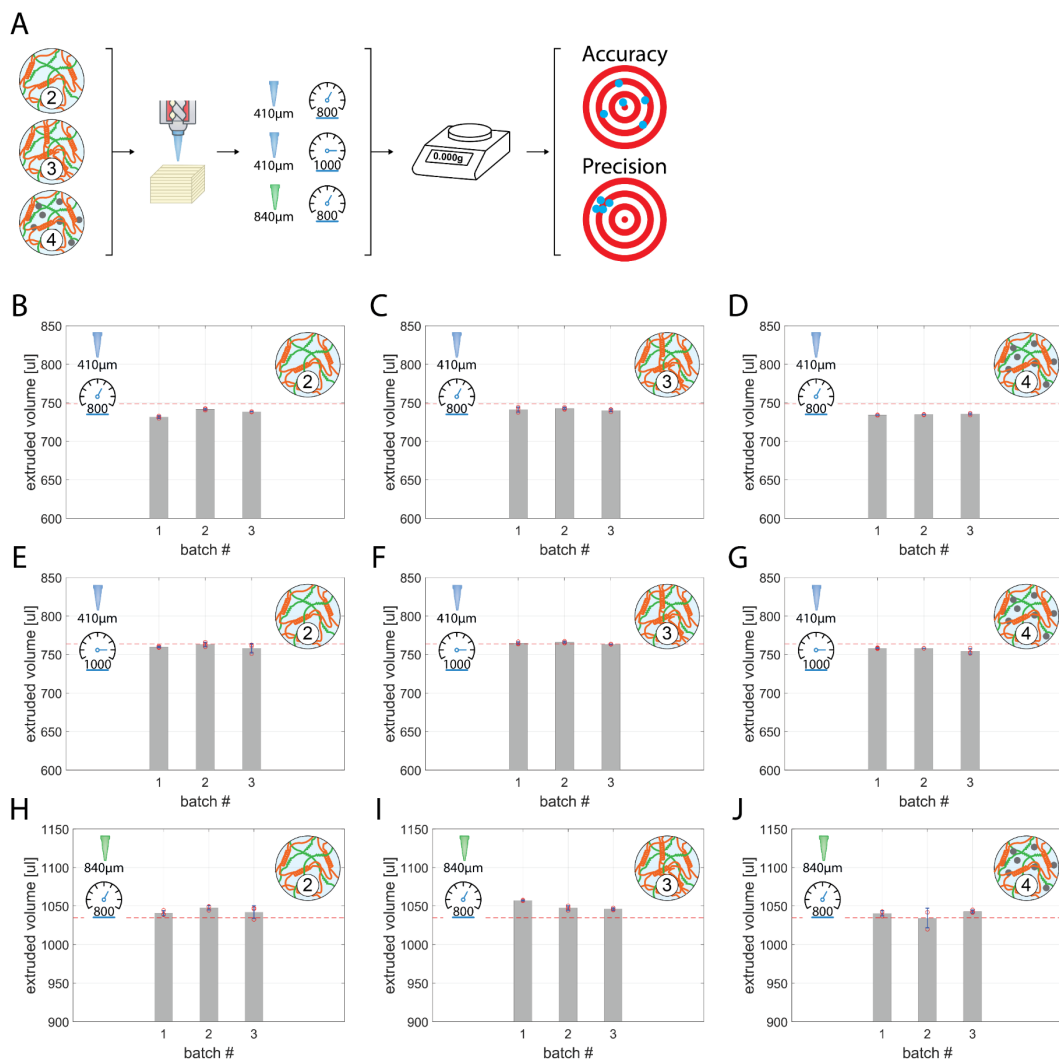 A
2
3
4
410µm
800
410µm
1000
840µm
800
0.000g
Accuracy
Precision
B
extruded volume [ul]
850
800
750
700
650
600
410µm
800
2
1 2 3
batch #
C
extruded volume [ul]
850
800
750
700
650
600
410µm
800
3
1 2 3
batch #
D
extruded volume [ul]
850
800
750
700
650
600
410µm
800
4
1 2 3
batch #
E
extruded volume [ul]
850
800
750
700
650
600
410µm
1000
2
1 2 3
batch #
F
extruded volume [ul]
850
800
750
700
650
600
410µm
1000
3
1 2 3
batch #
G
extruded volume [ul]
850
800
750
700
650
600
410µm
1000
4
1 2 3
batch #
H
extruded volume [ul]
1150
1100
1050
1000
950
900
840µm
800
2
1 2 3
batch #
I
extruded volume [ul]
1150
1100
1050
1000
950
900
840µm
800
3
1 2 3
batch #
J
extruded volume [ul]
1150
1100
1050
1000
950
900
840µm
800
4
1 2 3
batch #